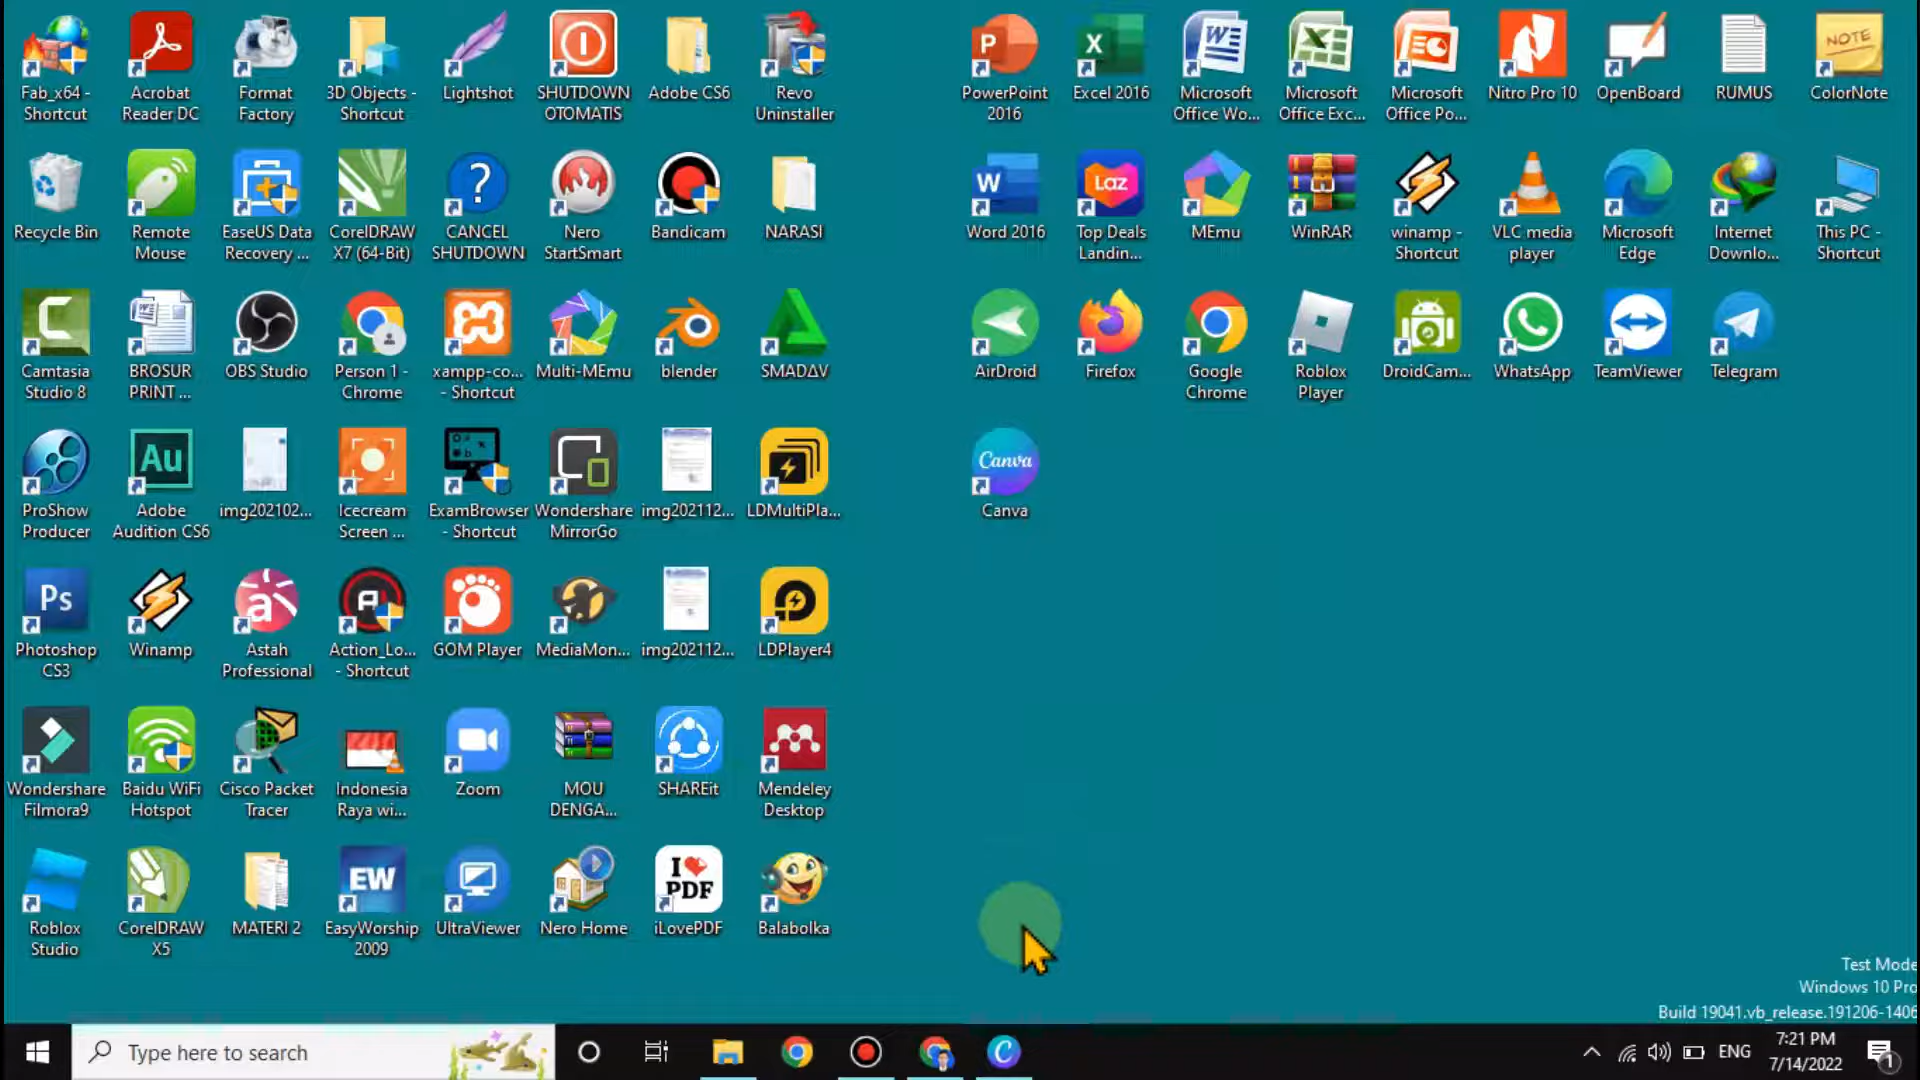 Fab_x64 -
Shortcut
Acrobat
Reader DC
Format
Factory
3D Objects -
Shortcut
Lightshot
SHUTDOWN
OTOMATIS
Adobe CS6
Revo
Uninstaller
P
PowerPoint
2016
X
Excel 2016
W
Microsoft
Office Wo...
Microsoft
Office Exc...
Microsoft
Office Po...
Nitro Pro 10
OpenBoard
RUMUS
NOTE
ColorNote
Recycle Bin
Remote
Mouse
EaseUS Data
Recovery ...
CorelDRAW
X7 (64-Bit)
?
CANCEL
SHUTDOWN
Nero
StartSmart
Bandicam
NARASI
W
Word 2016
Laz
Top Deals
Landin...
MEmu
WinRAR
winamp -
Shortcut
VLC media
player
Microsoft
Edge
Internet
Downlo...
This PC -
Shortcut
Camtasia
Studio 8
BROSUR
PRINT ...
OBS Studio
Person 1 -
Chrome
xampp-co...
- Shortcut
Multi-MEmu
blender
SMADΔV
AirDroid
Firefox
Google
Chrome
Roblox
Player
DroidCam...
WhatsApp
TeamViewer
Telegram
ProShow
Producer
Au
Adobe
Audition CS6
img202102...
Icecream
Screen ...
ExamBrowser
- Shortcut
Wondershare
MirrorGo
img202112...
LDMultiPla...
Canva
Canva
Ps
Photoshop
CS3
Winamp
a
Astah
Professional
Action_Lo...
- Shortcut
GOM Player
MediaMon...
img202112...
LDPlayer4
Wondershare
Filmora9
Baidu WiFi
Hotspot
Cisco Packet
Tracer
Indonesia
Raya wi...
Zoom
MOU
DENGA...
SHAREit
Mendeley
Desktop
Roblox
Studio
CorelDRAW
X5
MATERI 2
EW
EasyWorship
2009
UltraViewer
Nero Home
I
PDF
iLovePDF
Balabolka
Test Mode
Windows 10 Pro
Build 19041.vb_release.191206-1406
Type here to search
C
ENG
7:21 PM
7/14/2022
1